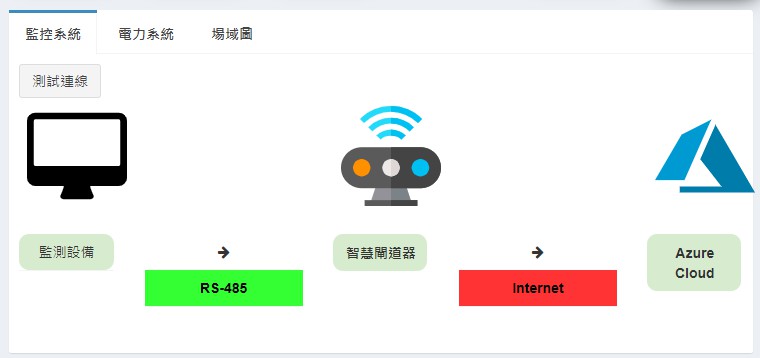 監控系統 電力系統 場域圖
測試連線
監測設備
智慧閘道器
Azure
Cloud
RS-485
Internet